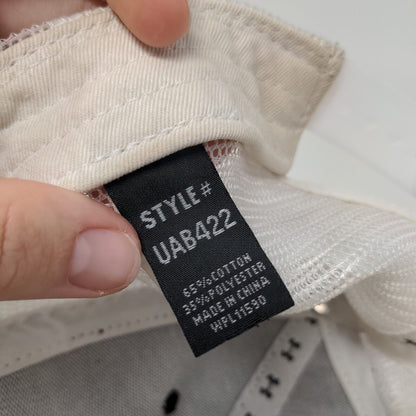 STYLE#
UAB422
65%COTTON
35%POLYESTER
MADE IN CHINA
WPL11590